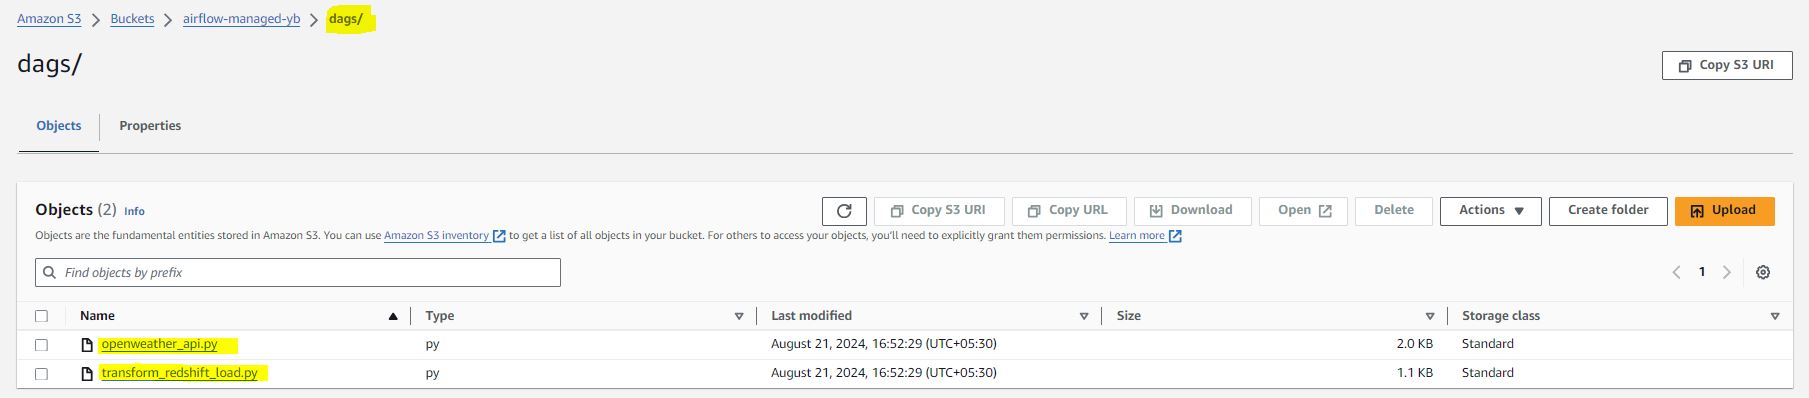 Amazon S3 > Buckets > airflow-managed-yb > dags/
dags/
Copy S3 URI
Objects Properties
Objects (2) Info
Copy S3 URI Copy URL Download Open Delete Actions Create folder Upload
Objects are the fundamental entities stored in Amazon S3. You can use Amazon S3 inventory to get a list of all objects in your bucket. For others to access your objects, you'll need to explicitly grant them permissions. Learn more
Find objects by prefix
1
Name Type Last modified Size Storage class
openweather_api.py py August 21, 2024, 16:52:29 (UTC+05:30) 2.0 KB Standard
transform_redshift_load.py py August 21, 2024, 16:52:29 (UTC+05:30) 1.1 KB Standard